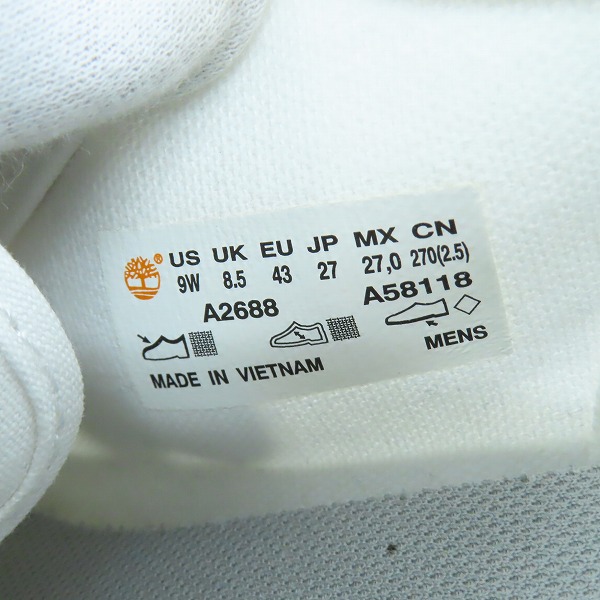 ® US UK EU JP MX CN
9W 8.5 43 27 27,0 270(2.5)
A2688 A58118
MENS
MADE IN VIETNAM